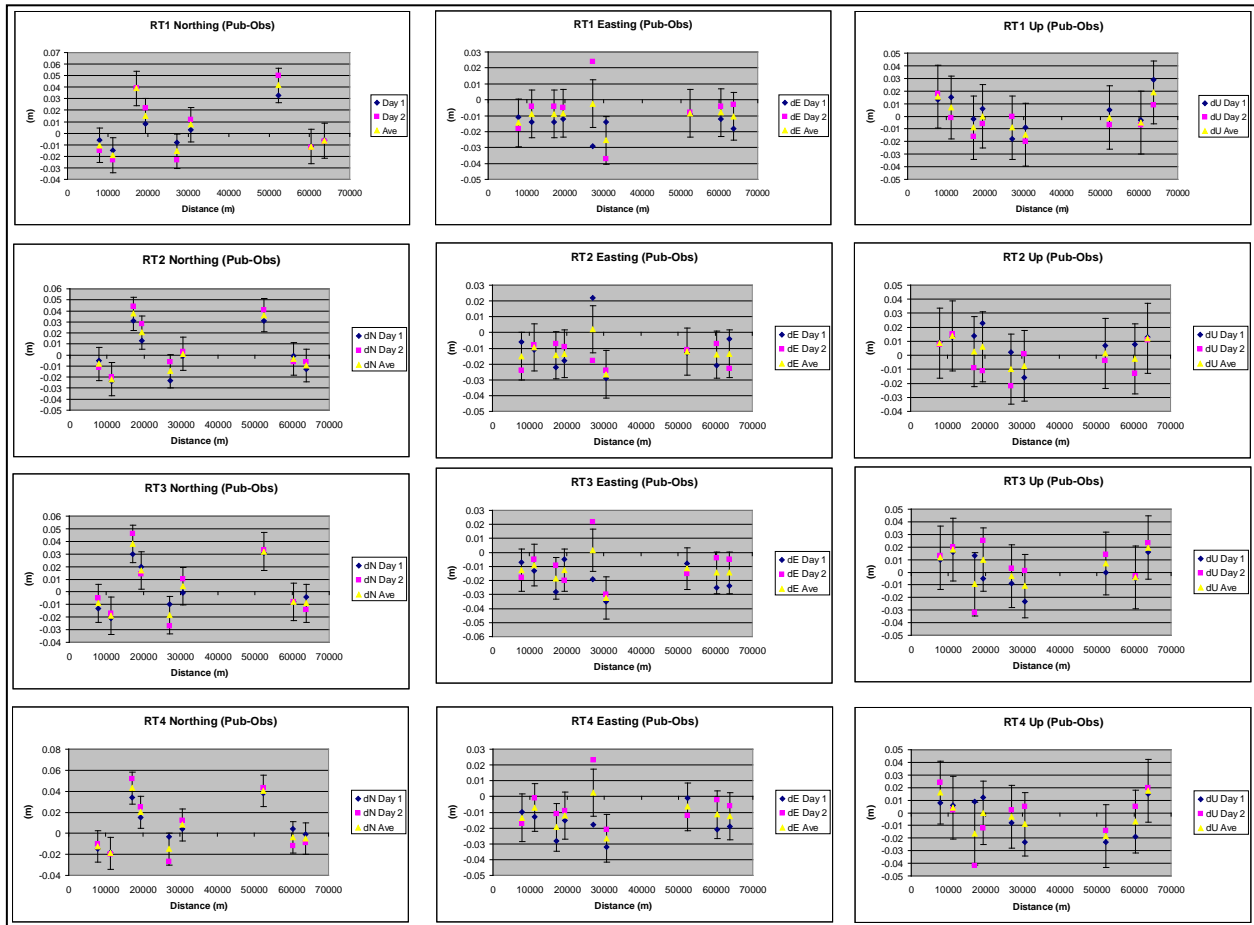 RT1 Northing (Pub-Obs)
0.07
0.06
0.05
0.04
0.03
0.02
0.01
0
-0.01
-0.02
-0.03
-0.04
(m)
0 10000 20000 30000 40000 50000 60000 70000
Distance (m)
Day 1
Day 2
Ave
RT1 Easting (Pub-Obs)
0.03
0.02
0.01
0
-0.01
-0.02
-0.03
-0.04
-0.05
(m)
0 10000 20000 30000 40000 50000 60000 70000
Distance (m)
dE Day 1
dE Day 2
dE Ave
RT1 Up (Pub-Obs)
0.05
0.04
0.03
0.02
0.01
0
-0.01
-0.02
-0.03
-0.04
-0.05
(m)
0 10000 20000 30000 40000 50000 60000 70000
Distance (m)
dU Day 1
dU Day 2
dU Ave
RT2 Northing (Pub-Obs)
0.06
0.05
0.04
0.03
0.02
0.01
0
-0.01
-0.02
-0.03
-0.04
-0.05
(m)
0 10000 20000 30000 40000 50000 60000 70000
Distance (m)
dN Day 1
dN Day 2
dN Ave
RT2 Easting (Pub-Obs)
0.03
0.02
0.01
0
-0.01
-0.02
-0.03
-0.04
-0.05
(m)
0 10000 20000 30000 40000 50000 60000 70000
Distance (m)
dE Day 1
dE Day 2
dE Ave
RT2 Up (Pub-Obs)
0.05
0.04
0.03
0.02
0.01
0
-0.01
-0.02
-0.03
-0.04
(m)
0 10000 20000 30000 40000 50000 60000 70000
Distance (m)
dU Day 1
dU Day 2
dU Ave
RT3 Northing (Pub-Obs)
0.06
0.05
0.04
0.03
0.02
0.01
0
-0.01
-0.02
-0.03
-0.04
(m)
0 10000 20000 30000 40000 50000 60000 70000
Distance (m)
dN Day 1
dN Day 2
dN Ave
RT3 Easting (Pub-Obs)
0.03
0.02
0.01
0
-0.01
-0.02
-0.03
-0.04
-0.05
-0.06
(m)
0 10000 20000 30000 40000 50000 60000 70000
Distance (m)
dE Day 1
dE Day 2
dE Ave
RT3 Up (Pub-Obs)
0.05
0.04
0.03
0.02
0.01
0
-0.01
-0.02
-0.03
-0.04
-0.05
(m)
0 10000 20000 30000 40000 50000 60000 70000
Distance (m)
dU Day 1
dU Day 2
dU Ave
RT4 Northing (Pub-Obs)
0.08
0.06
0.04
0.02
0
-0.02
-0.04
(m)
0 10000 20000 30000 40000 50000 60000 70000
Distance (m)
dN Day 1
dN Day 2
dN Ave
RT4 Easting (Pub-Obs)
0.03
0.02
0.01
0
-0.01
-0.02
-0.03
-0.04
-0.05
(m)
0 10000 20000 30000 40000 50000 60000 70000
Distance (m)
dE Day 1
dE Day 2
dE Ave
RT4 Up (Pub-Obs)
0.05
0.04
0.03
0.02
0.01
0
-0.01
-0.02
-0.03
-0.04
-0.05
(m)
0 10000 20000 30000 40000 50000 60000 70000
Distance (m)
dU Day 1
dU Day 2
dU Ave